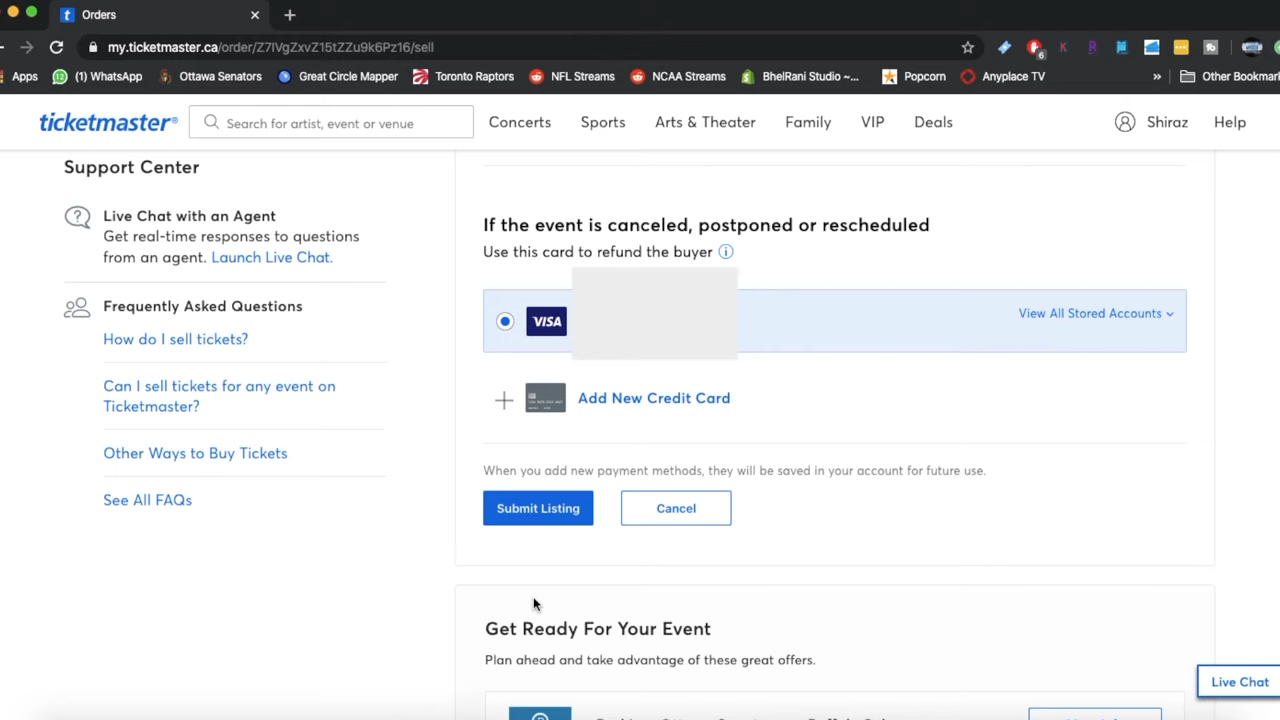 Orders
my.ticketmaster.ca/order/Z7IVgZxvZ15tZZu9k6Pz16/sell
6
Apps (1) WhatsApp Ottawa Senators Great Circle Mapper Toronto Raptors NFL Streams NCAA Streams BhelRani Studio ~... Popcorn Anyplace TV » Other Bookmar
ticketmaster® Search for artist, event or venue Concerts Sports Arts & Theater Family VIP Deals Shiraz Help
Support Center
Live Chat with an Agent
Get real-time responses to questions
from an agent. Launch Live Chat.
Frequently Asked Questions
How do I sell tickets?
Can I sell tickets for any event on
Ticketmaster?
Other Ways to Buy Tickets
See All FAQs
If the event is canceled, postponed or rescheduled
Use this card to refund the buyer
VISA View All Stored Accounts
Add New Credit Card
When you add new payment methods, they will be saved in your account for future use.
Submit Listing Cancel
Get Ready For Your Event
Plan ahead and take advantage of these great offers.
Live Chat